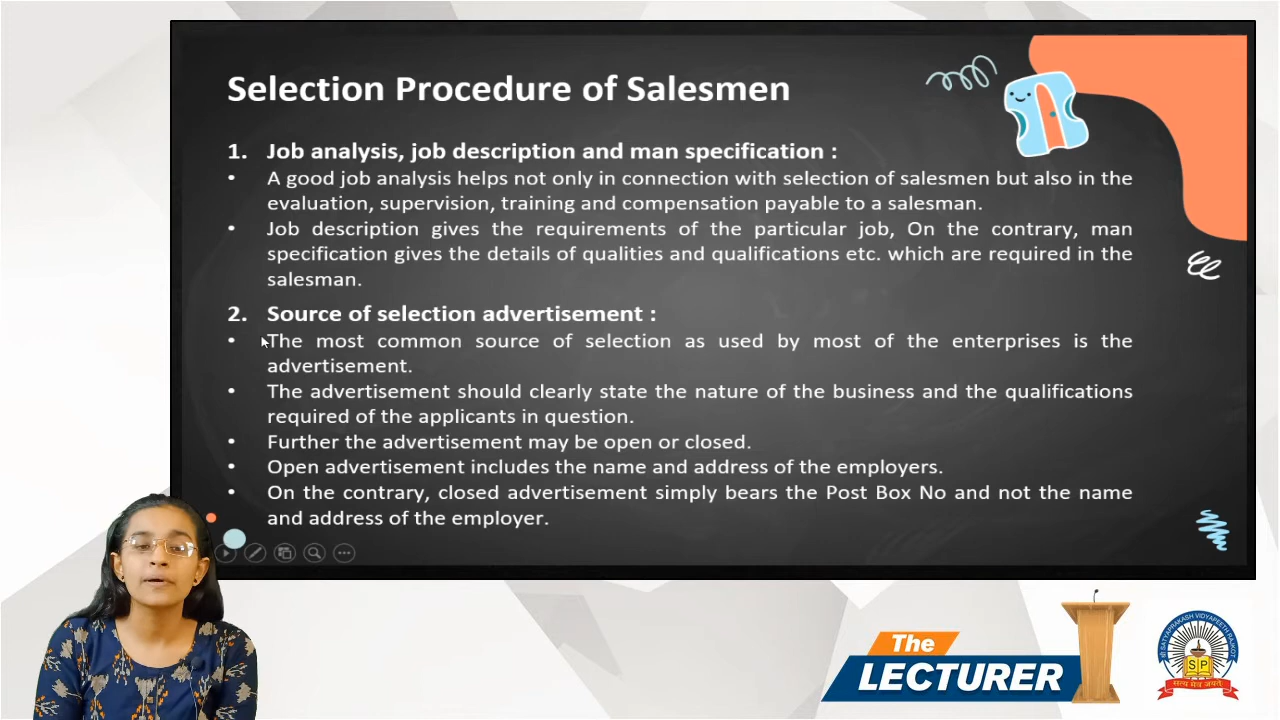 Selection Procedure of Salesmen
1. Job analysis, job description and man specification :
• A good job analysis helps not only in connection with selection of salesmen but also in the
evaluation, supervision, training and compensation payable to a salesman.
• Job description gives the requirements of the particular job, On the contrary, man
specification gives the details of qualities and qualifications etc. which are required in the
salesman.
2. Source of selection advertisement :
• The most common source of selection as used by most of the enterprises is the
advertisement.
• The advertisement should clearly state the nature of the business and the qualifications
required of the applicants in question.
• Further the advertisement may be open or closed.
• Open advertisement includes the name and address of the employers.
• On the contrary, closed advertisement simply bears the Post Box No and not the name
and address of the employer.
The
LECTURER
SHREE SATYAPRAKASH VIDYAPEETH RAJKOT
S P
सत्य मेव जयते